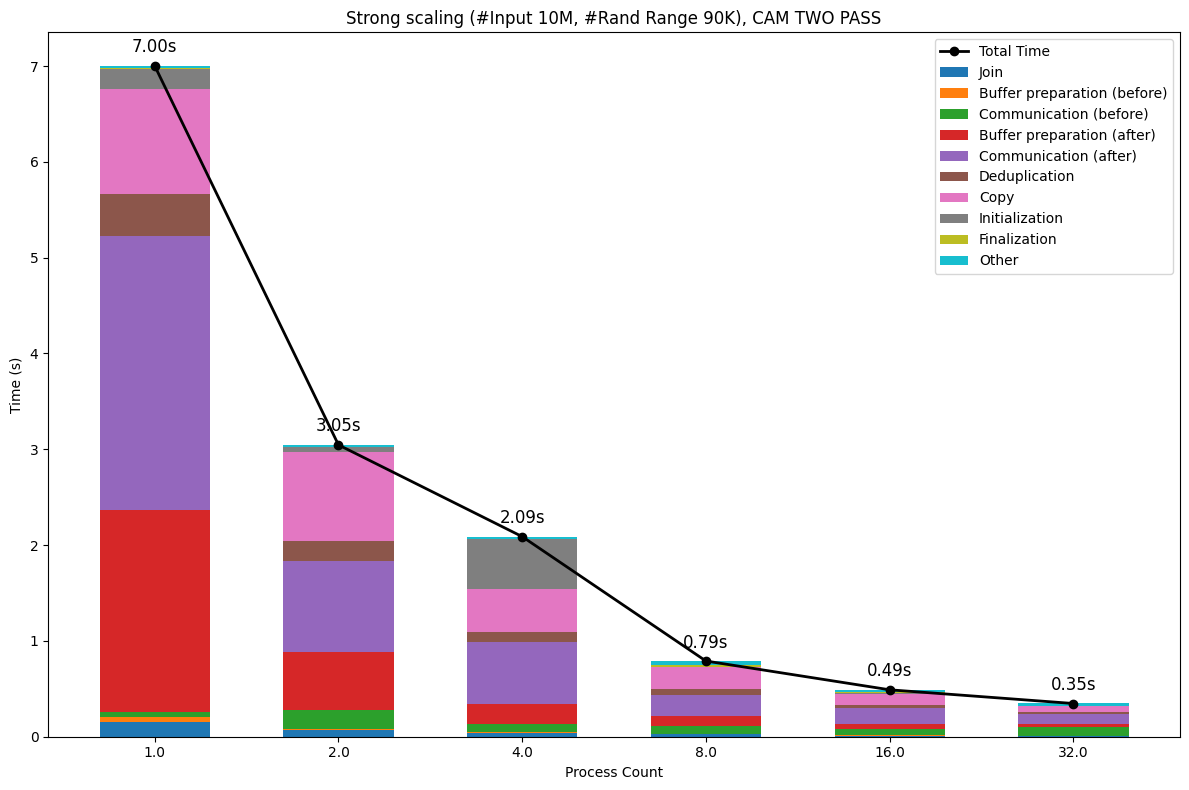 Strong scaling (#Input 10M, #Rand Range 90K), CAM TWO PASS
7.00s
3.05s
2.09s
0.79s
0.49s
0.35s
Total Time
Join
Buffer preparation (before)
Communication (before)
Buffer preparation (after)
Communication (after)
Deduplication
Copy
Initialization
Finalization
Other
Time (s)
7
6
5
4
3
2
1
0
1.0 2.0 4.0 8.0 16.0 32.0
Process Count